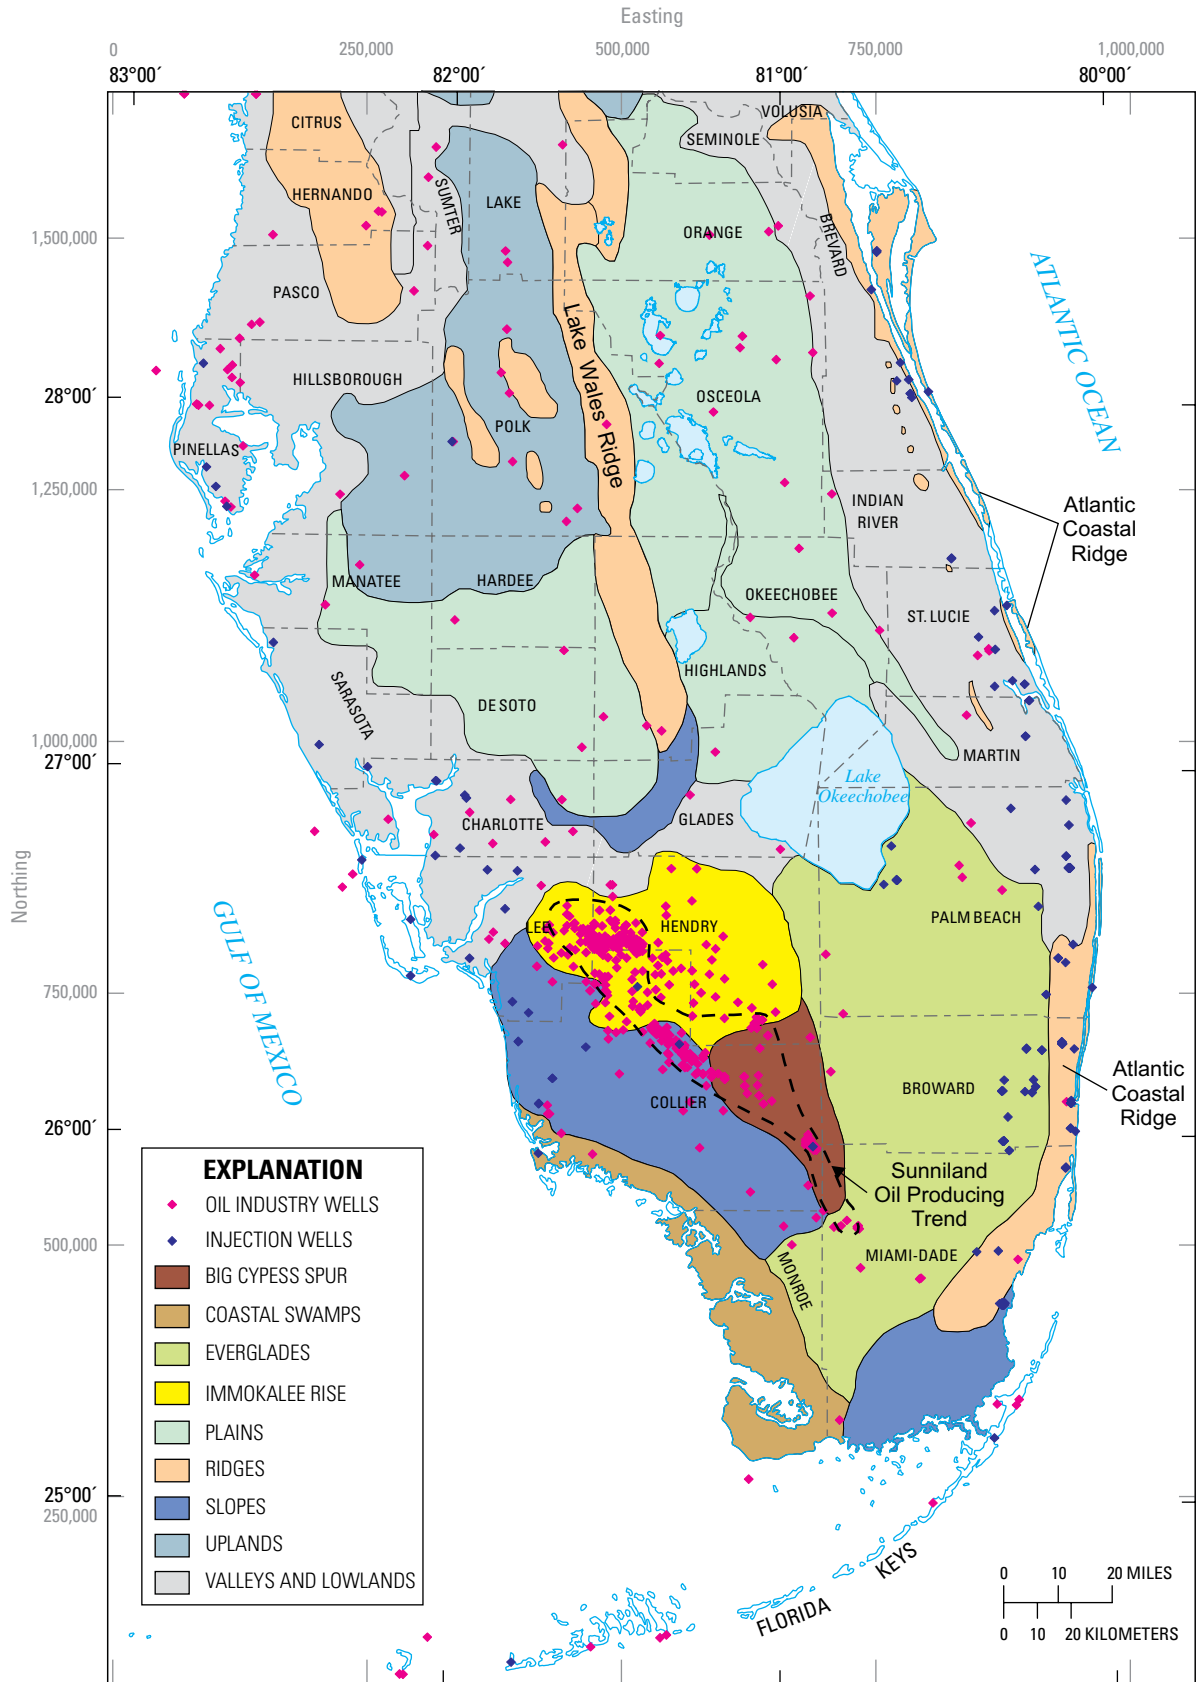 Easting
0
250,000
500,000
750,000
1,000,000
83°00′
82°00′
81°00′
80°00′
CITRUS
VOLUSIA
SEMINOLE
HERNANDO
SUMTER
LAKE
1,500,000
ORANGE
BREVARD
PASCO
ATLANTIC OCEAN
Lake Wales Ridge
HILLSBOROUGH
28°00′
OSCEOLA
POLK
PINELLAS
1,250,000
INDIAN
RIVER
Atlantic
Coastal
Ridge
MANATEE
HARDEE
OKEECHOBEE
ST. LUCIE
HIGHLANDS
SARASOTA
DE SOTO
1,000,000
27°00′
MARTIN
Lake
Okeechobee
CHARLOTTE
GLADES
Northing
GULF OF MEXICO
LEE
HENDRY
PALM BEACH
750,000
COLLIER
BROWARD
Atlantic
Coastal
Ridge
26°00′
Sunniland
Oil Producing
Trend
500,000
MONROE
MIAMI-DADE
EXPLANATION
OIL INDUSTRY WELLS
INJECTION WELLS
BIG CYPESS SPUR
COASTAL SWAMPS
EVERGLADES
IMMOKALEE RISE
PLAINS
RIDGES
SLOPES
UPLANDS
VALLEYS AND LOWLANDS
25°00′
250,000
FLORIDA KEYS
0 10 20 MILES
0 10 20 KILOMETERS